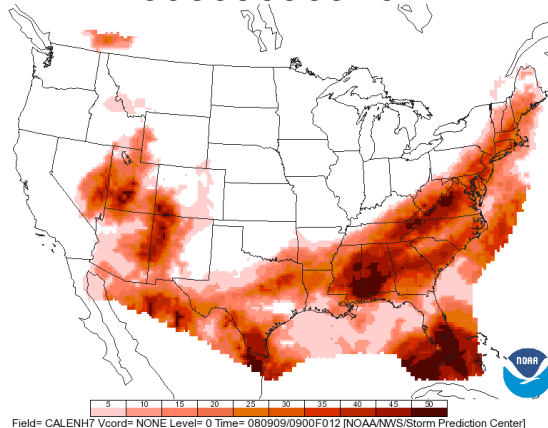 NOAA
5 10 15 20 25 30 35 40 45 50
Field= CALENH7 Vcord= NONE Level= 0 Time= 080909/0900F012 [NOAA/NWS/Storm Prediction Center]